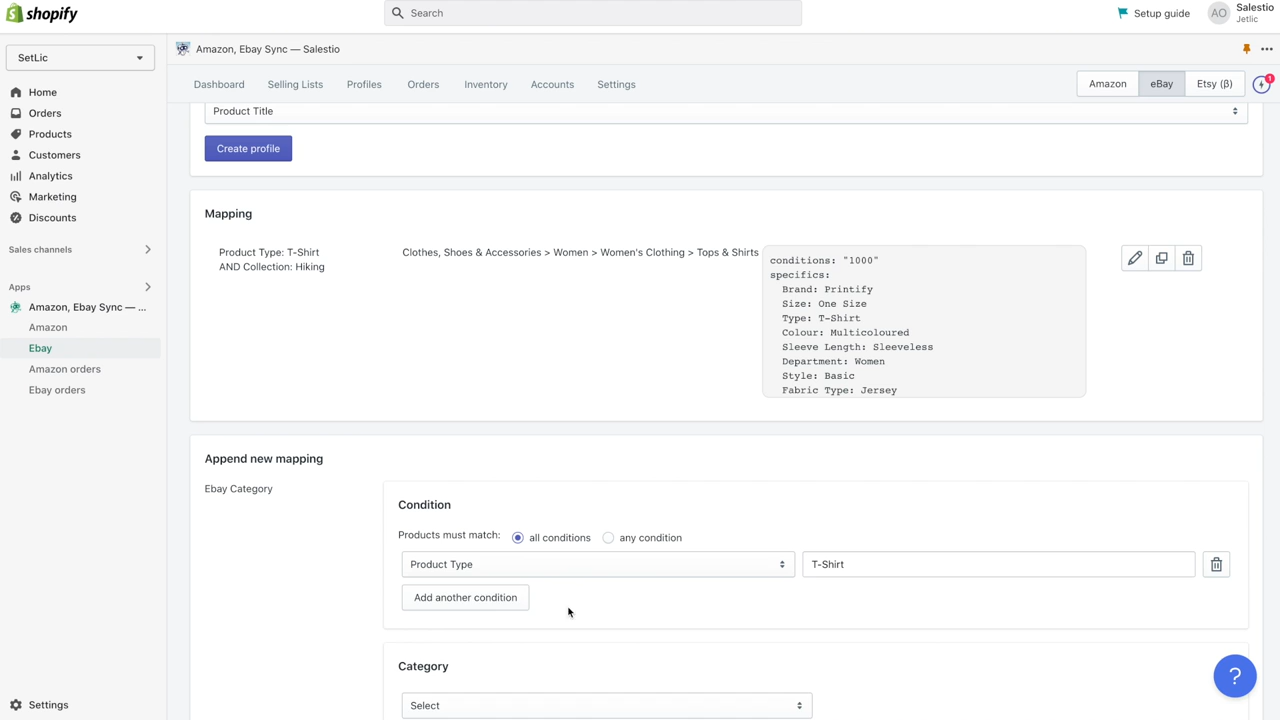 shopify
Search
Setup guide
AO
Salestio
Jetlic
SetLic
Amazon, Ebay Sync — Salestio
Home
Orders
Products
Customers
Analytics
Marketing
Discounts
Sales channels
Apps
Amazon, Ebay Sync — ...
Amazon
Ebay
Amazon orders
Ebay orders
Settings
Dashboard
Selling Lists
Profiles
Orders
Inventory
Accounts
Settings
Amazon
eBay
Etsy (β)
1
Product Title
Create profile
Mapping
Product Type: T-Shirt
AND Collection: Hiking
Clothes, Shoes & Accessories > Women > Women's Clothing > Tops & Shirts
conditions: "1000"
specifics:
Brand: Printify
Size: One Size
Type: T-Shirt
Colour: Multicoloured
Sleeve Length: Sleeveless
Department: Women
Style: Basic
Fabric Type: Jersey
Append new mapping
Ebay Category
Condition
Products must match:
all conditions
any condition
Product Type
T-Shirt
Add another condition
Category
Select
?